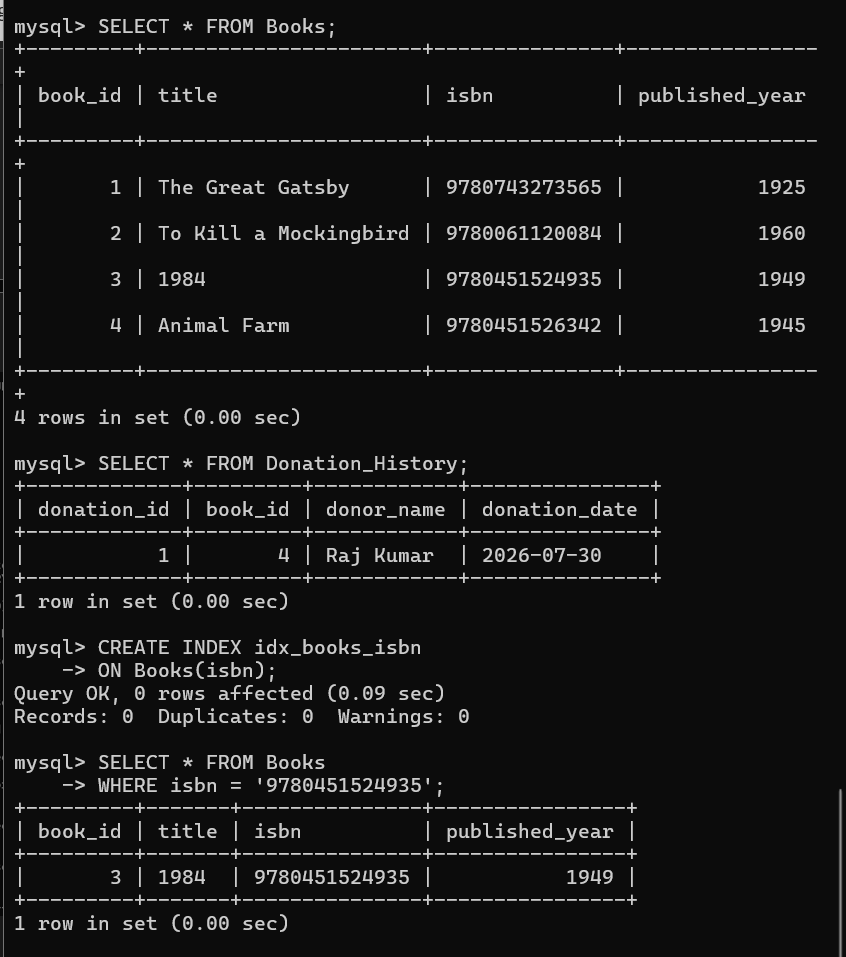 mysql> SELECT * FROM Books;
+---------+-----------------------+---------------+----------------
+
| book_id | title                 | isbn          | published_year
|
+---------+-----------------------+---------------+----------------
+
|       1 | The Great Gatsby      | 9780743273565 |           1925
|
|       2 | To Kill a Mockingbird | 9780061120084 |           1960
|
|       3 | 1984                  | 9780451524935 |           1949
|
|       4 | Animal Farm           | 9780451526342 |           1945
|
+---------+-----------------------+---------------+----------------
+
4 rows in set (0.00 sec)
mysql> SELECT * FROM Donation_History;
+-------------+---------+------------+---------------+
| donation_id | book_id | donor_name | donation_date |
+-------------+---------+------------+---------------+
|           1 |       4 | Raj Kumar  | 2026-07-30    |
+-------------+---------+------------+---------------+
1 row in set (0.00 sec)
mysql> CREATE INDEX idx_books_isbn
    -> ON Books(isbn);
Query OK, 0 rows affected (0.09 sec)
Records: 0  Duplicates: 0  Warnings: 0
mysql> SELECT * FROM Books
    -> WHERE isbn = '9780451524935';
+---------+-------+---------------+----------------+
| book_id | title | isbn          | published_year |
+---------+-------+---------------+----------------+
|       3 | 1984  | 9780451524935 |           1949 |
+---------+-------+---------------+----------------+
1 row in set (0.00 sec)